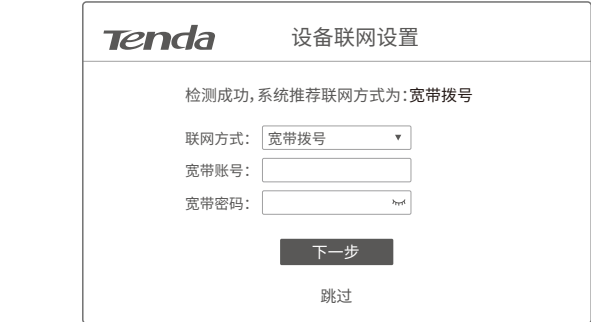 Tenda 设备联网设置
检测成功，系统推荐联网方式为：宽带拨号
联网方式： 宽带拨号
宽带账号：
宽带密码：
下一步
跳过